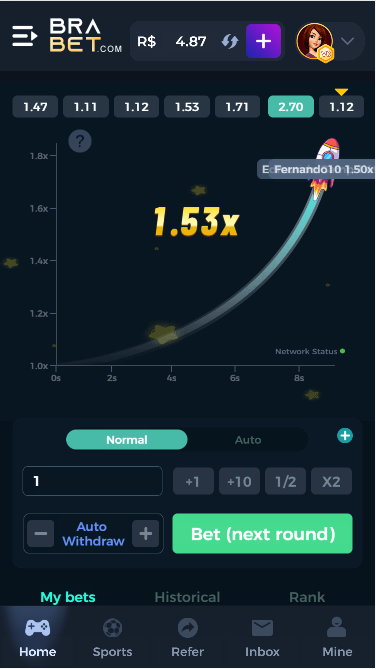 BRA
BET.COM
R$ 4.87
1.47 1.11 1.12 1.53 1.71 2.70 1.12
?
1.8x
Fernando10 1.50x
1.6x
1.53x
1.4x
1.2x
Network Status
1.0x
0s 2s 4s 6s 8s
Normal Auto
1 +1 +10 1/2 X2
Auto
Withdraw
Bet (next round)
My bets Historical Rank
Home Sports Refer Inbox Mine